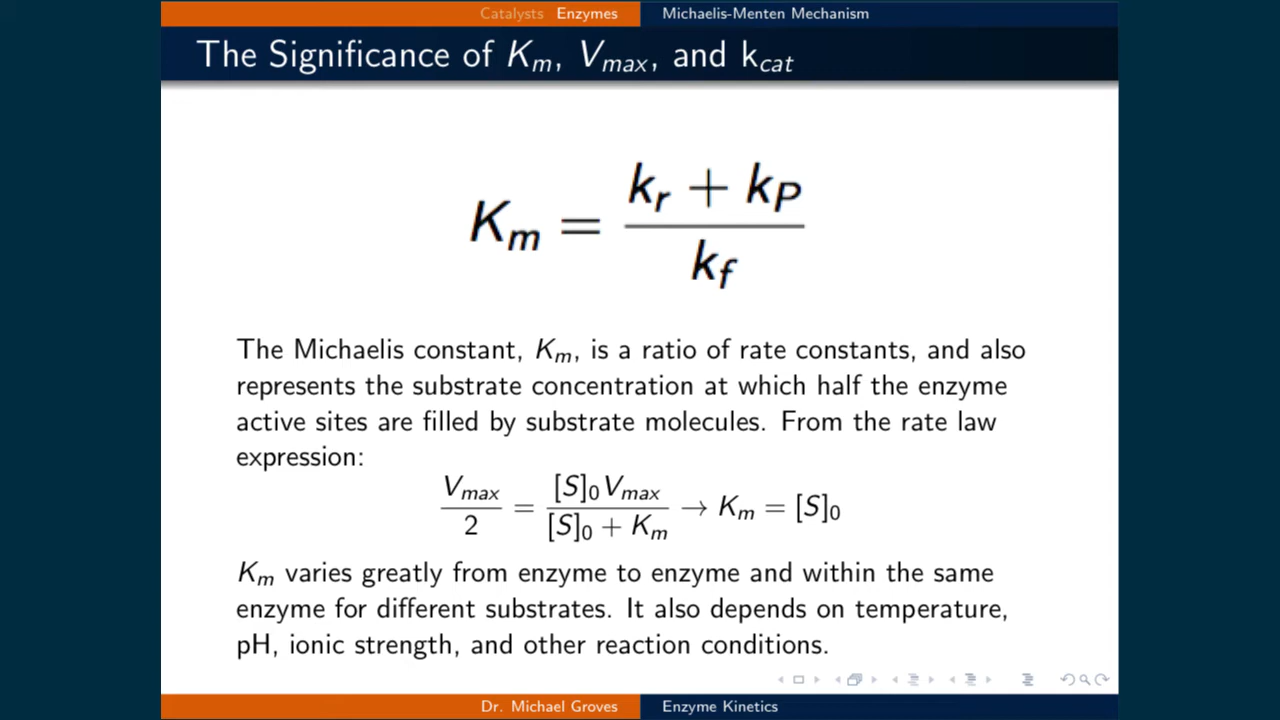 Catalysts Enzymes Michaelis-Menten Mechanism
The Significance of Kₘ, Vₘₐₓ, and k_cat
Kₘ = (k_r + k_P) / k_f
The Michaelis constant, Kₘ, is a ratio of rate constants, and also
represents the substrate concentration at which half the enzyme
active sites are filled by substrate molecules. From the rate law
expression:
Vₘₐₓ / 2 = [S]₀Vₘₐₓ / ([S]₀ + Kₘ) → Kₘ = [S]₀
Kₘ varies greatly from enzyme to enzyme and within the same
enzyme for different substrates. It also depends on temperature,
pH, ionic strength, and other reaction conditions.
Dr. Michael Groves Enzyme Kinetics